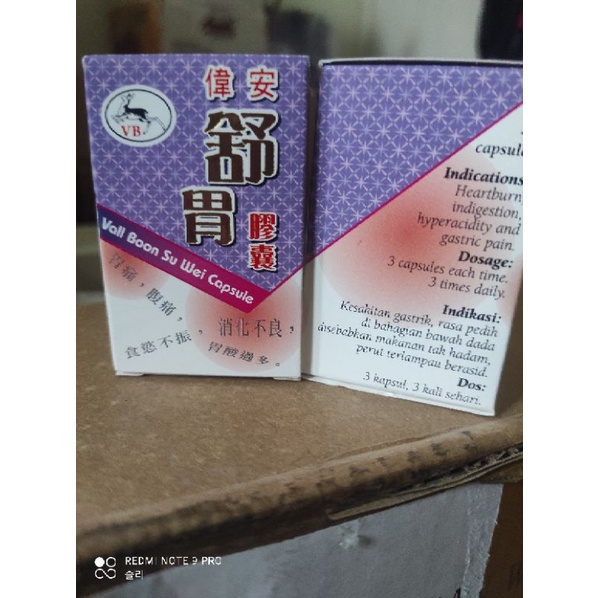 偉安
舒胃
膠囊
VB
Vall Boon Su Wei Capsule
胃痛，腹痛，
消化不良，
食慾不振，
胃酸過多。
capsule
Indications
Heartburn,
indigestion,
hyperacidity and
gastric pain.
Dosage:
3 capsules each time.
3 times daily.
Indikasi:
Kesakitan gastrik, rasa pedih
di bahagian bawah dada
disebabkan makanan tak hadam,
perut terlampau berasid.
Dos:
3 kapsul, 3 kali sehari.
REDMI NOTE 9 PRO
슬리